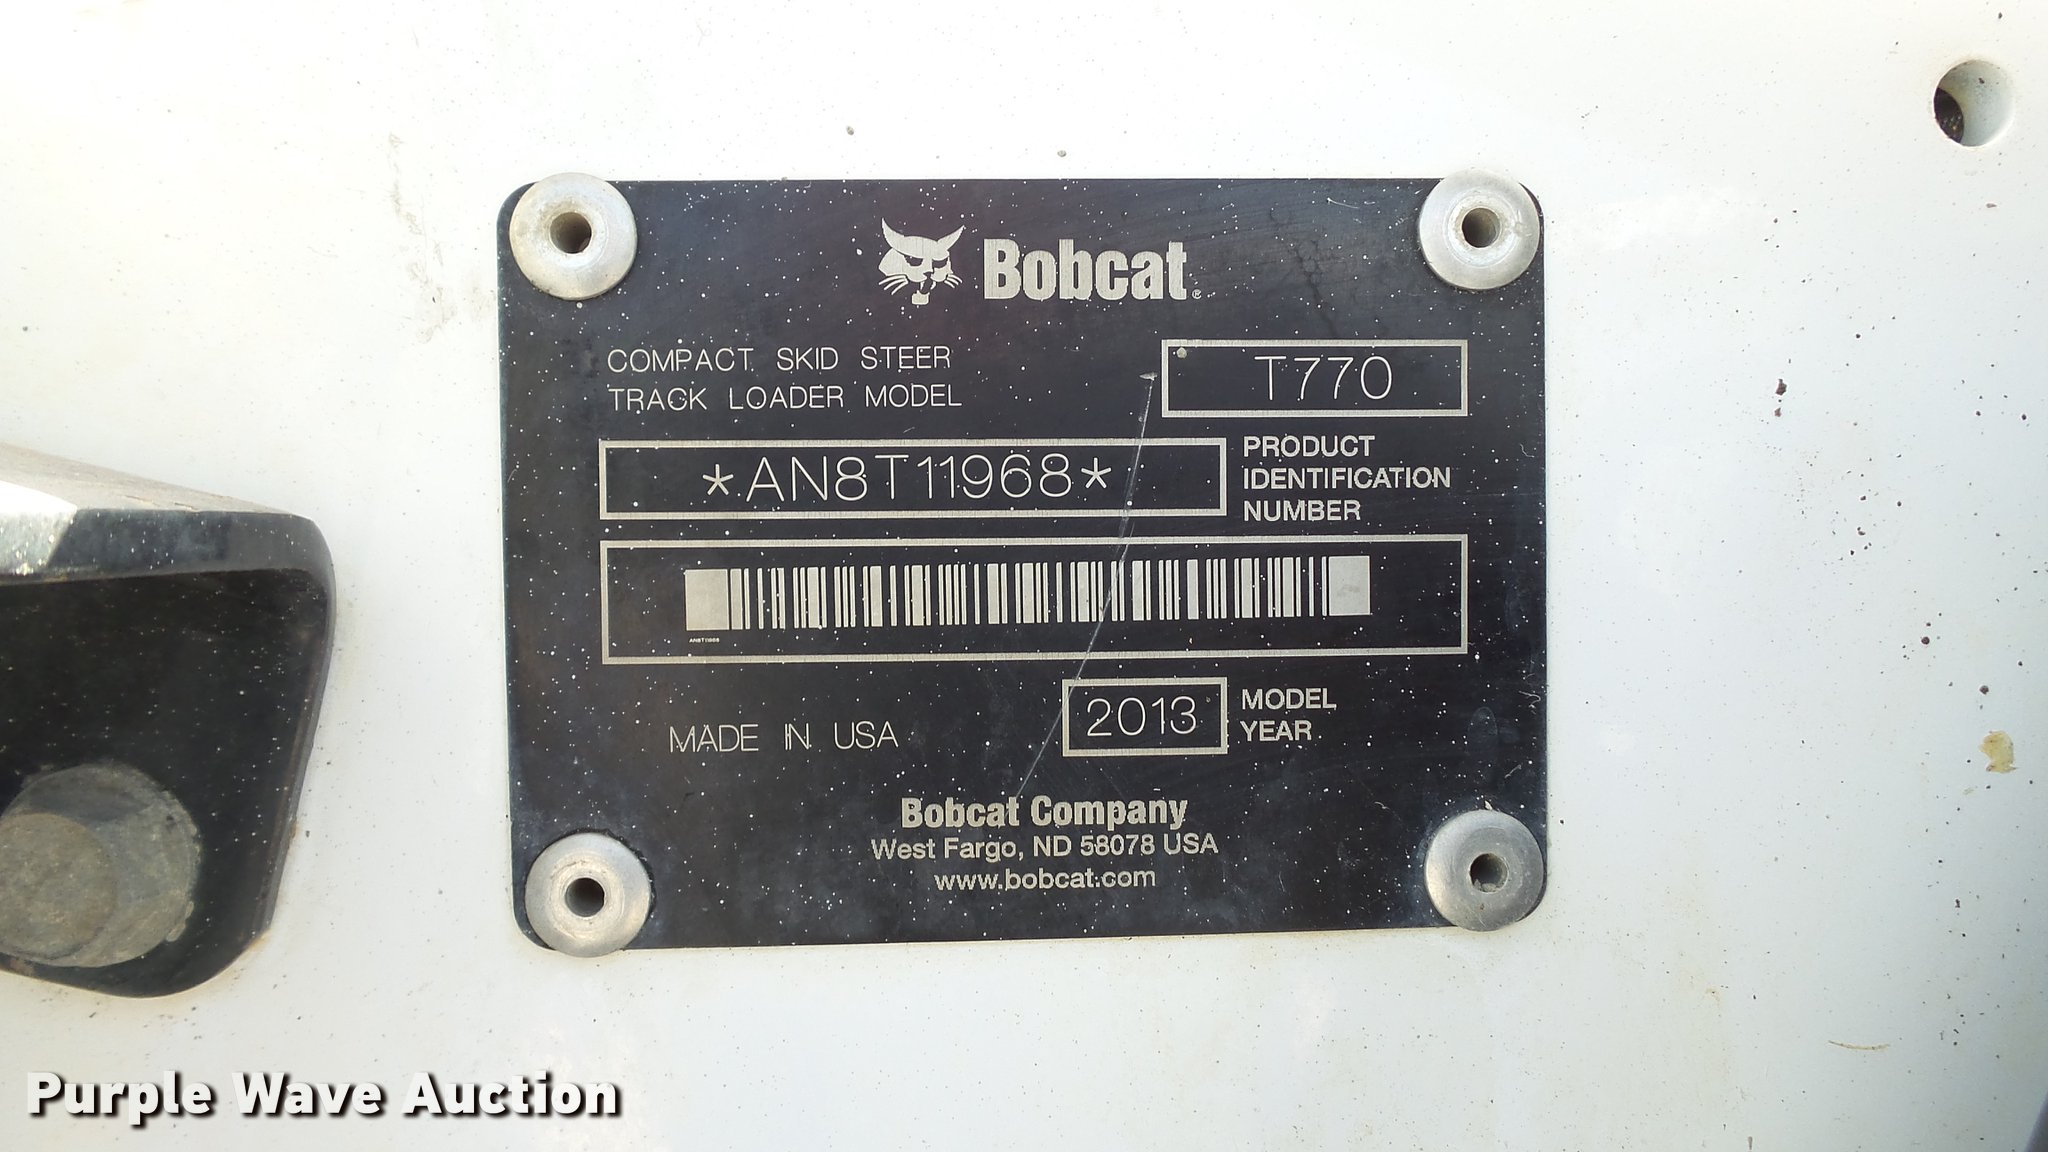 Bobcat®
COMPACT SKID STEER
TRACK LOADER MODEL
T770
*AN8T11968*
PRODUCT
IDENTIFICATION
NUMBER
AN8T11968
MADE IN USA
2013
MODEL
YEAR
Bobcat Company
West Fargo, ND 58078 USA
www.bobcat.com
Purple Wave Auction